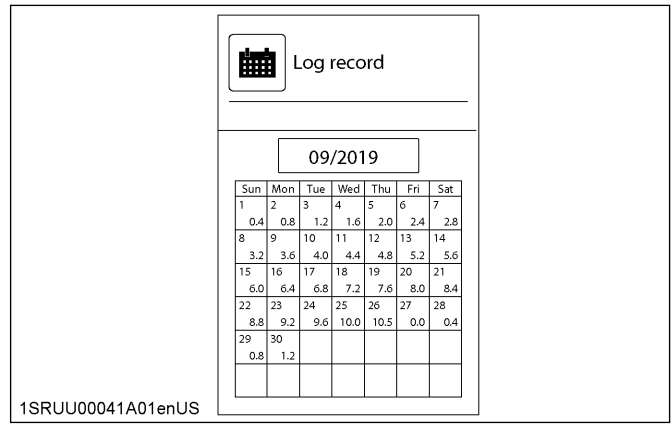 Log record
09/2019
Sun Mon Tue Wed Thu Fri Sat
1 2 3 4 5 6 7
0.4 0.8 1.2 1.6 2.0 2.4 2.8
8 9 10 11 12 13 14
3.2 3.6 4.0 4.4 4.8 5.2 5.6
15 16 17 18 19 20 21
6.0 6.4 6.8 7.2 7.6 8.0 8.4
22 23 24 25 26 27 28
8.8 9.2 9.6 10.0 10.5 0.0 0.4
29 30
0.8 1.2
1SRUU00041A01enUS